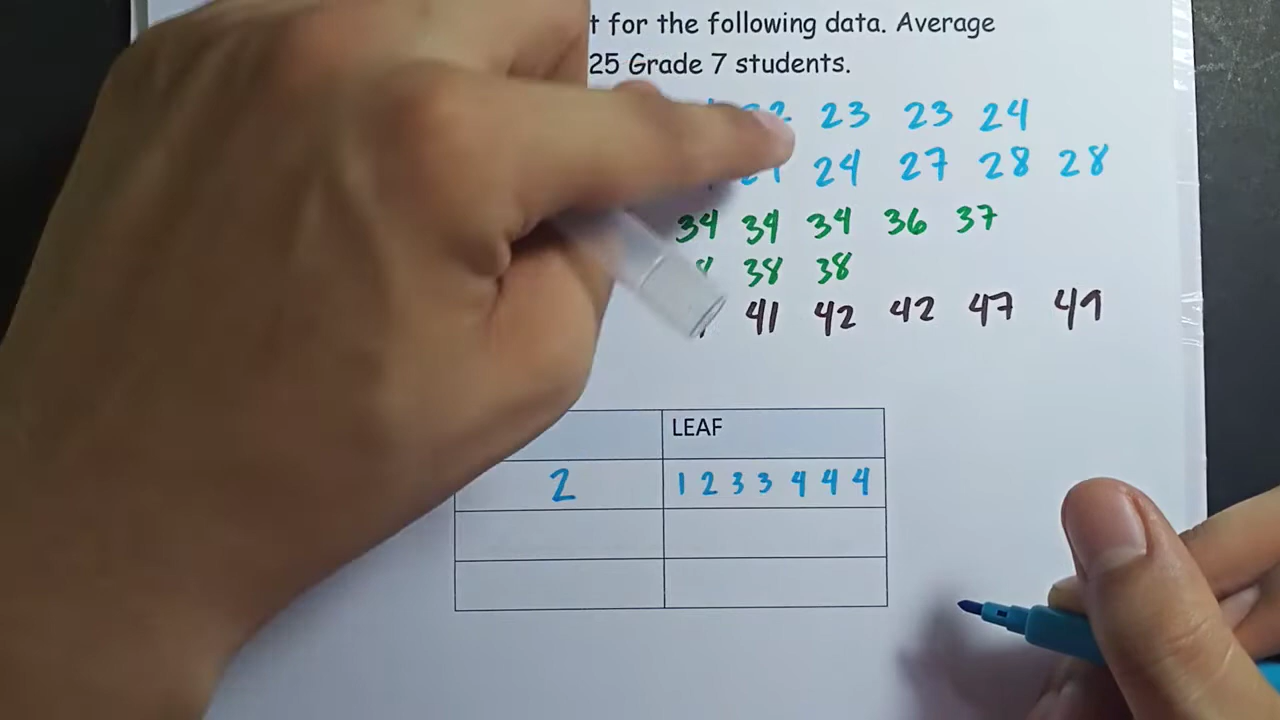 t for the following data. Average
25 Grade 7 students.
23 23 24
24 27 28 28
34 34 34 36 37
38 38
41 42 42 47 49
LEAF
2 1 2 3 3 4 4 4